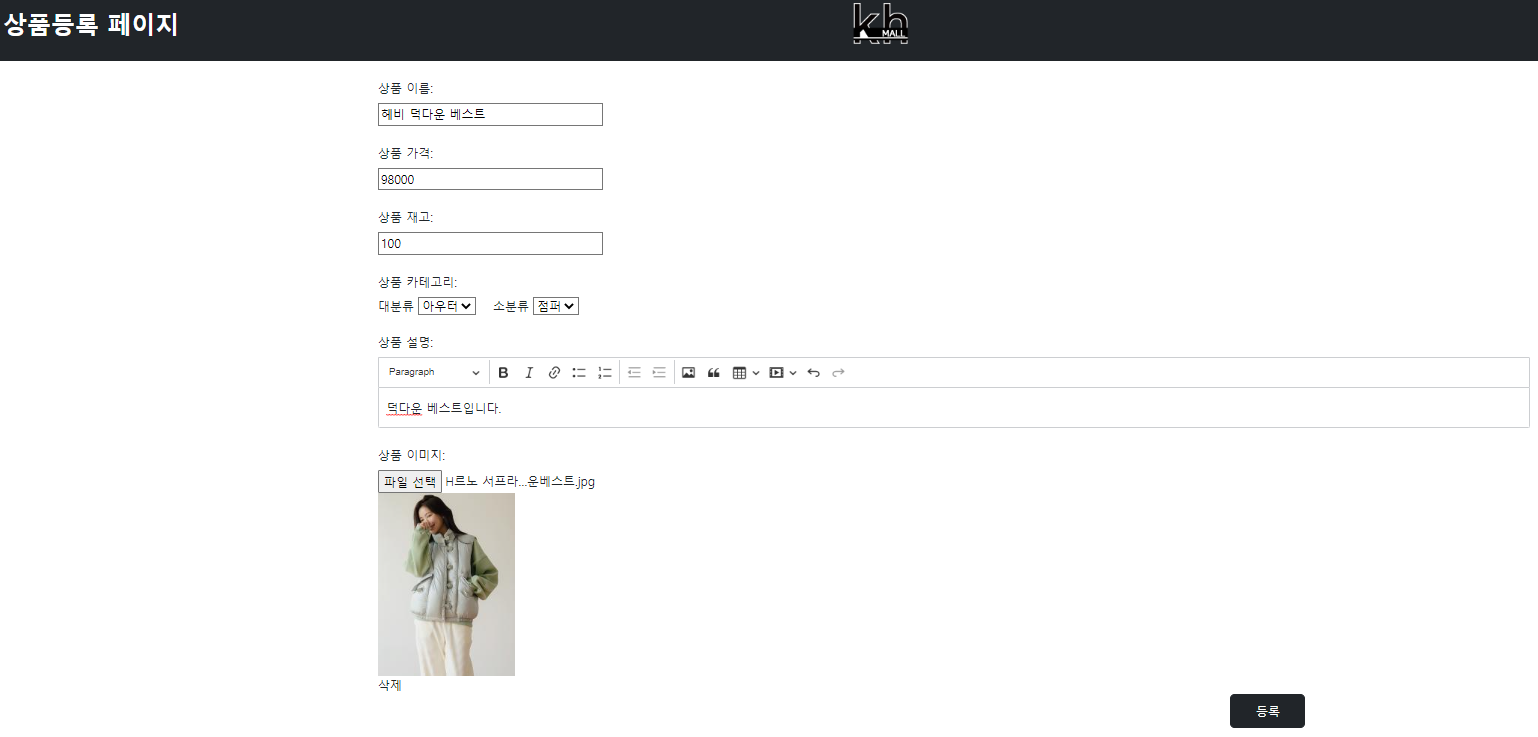 상품등록 페이지
kh
MALL
상품 이름:
헤비 덕다운 베스트
상품 가격:
98000
상품 재고:
100
상품 카테고리:
대분류 아우터 소분류 점퍼
상품 설명:
Paragraph B I
덕다운 베스트입니다.
상품 이미지:
파일 선택 H르노 서프라...운베스트.jpg
삭제
등록